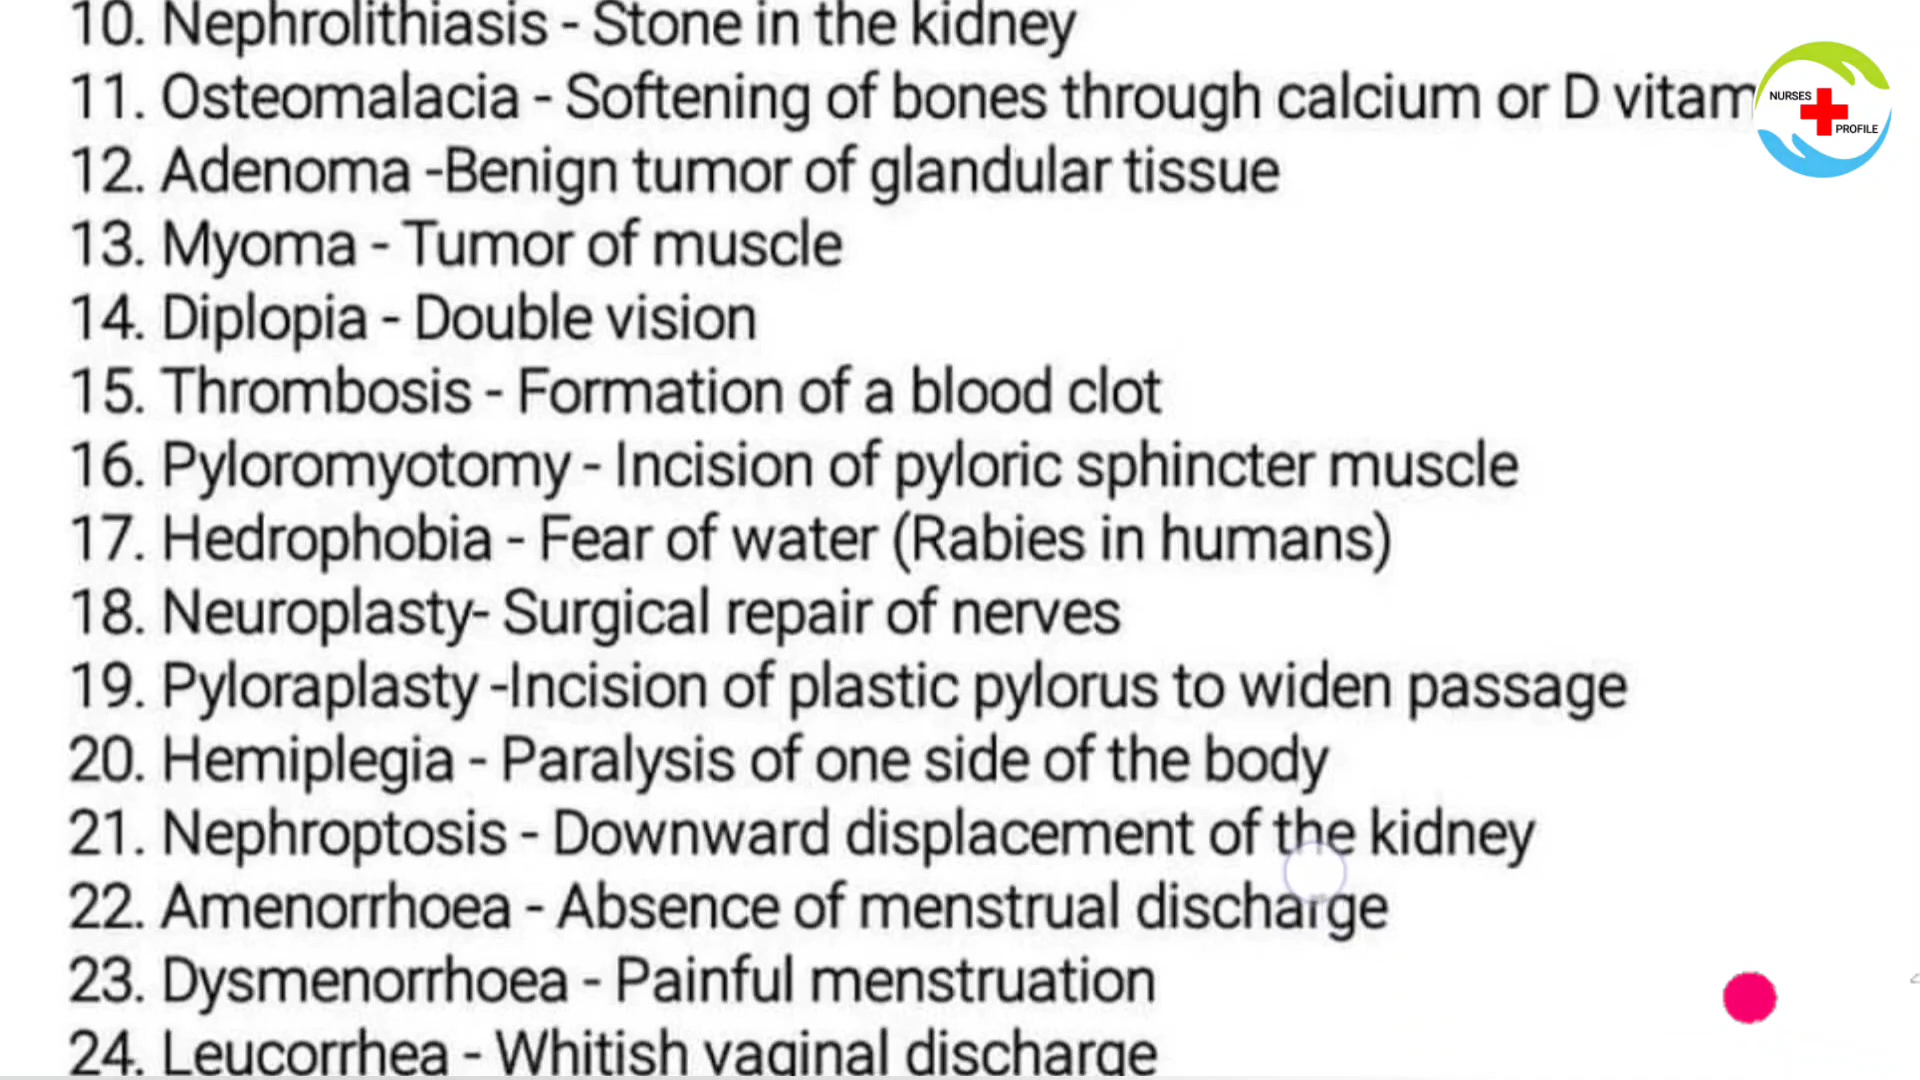 10. Nephrolithiasis - Stone in the kidney
11. Osteomalacia - Softening of bones through calcium or D vitam
NURSES
PROFILE
12. Adenoma -Benign tumor of glandular tissue
13. Myoma - Tumor of muscle
14. Diplopia - Double vision
15. Thrombosis - Formation of a blood clot
16. Pyloromyotomy - Incision of pyloric sphincter muscle
17. Hedrophobia - Fear of water (Rabies in humans)
18. Neuroplasty- Surgical repair of nerves
19. Pyloraplasty -Incision of plastic pylorus to widen passage
20. Hemiplegia - Paralysis of one side of the body
21. Nephroptosis - Downward displacement of the kidney
22. Amenorrhoea - Absence of menstrual discharge
23. Dysmenorrhoea - Painful menstruation
24. Leucorrhea - Whitish vaginal discharge